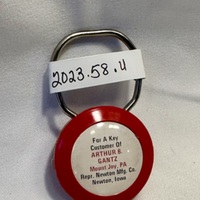 2023.58.4
For A Key
Customer Of
ARTHUR B.
GANTZ
Mount Joy, PA
Repr. Newton Mfg. Co.
Newton, Iowa